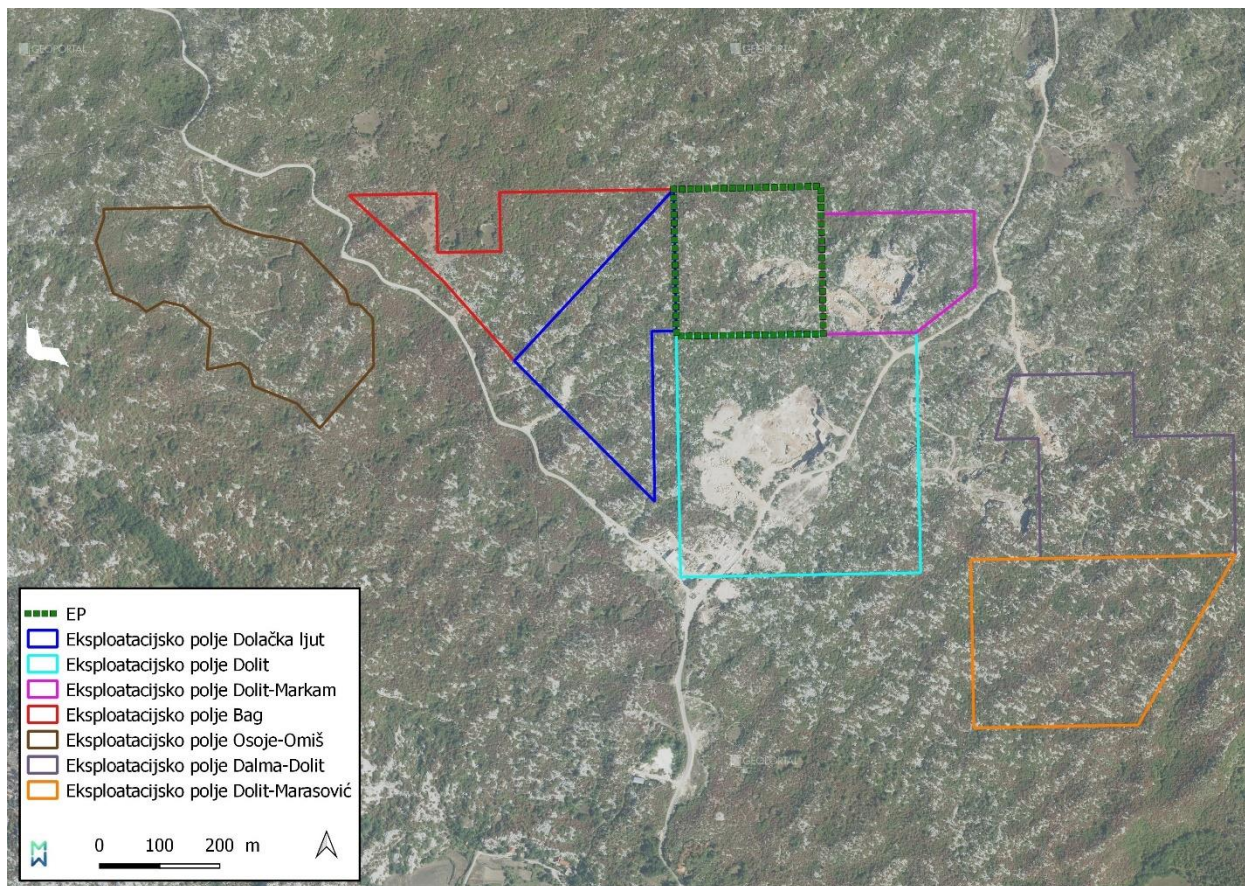 GEOPORTAL
GEOPORTAL
GEOPORTAL
EP
Eksploatacijsko polje Dolačka ljut
Eksploatacijsko polje Dolit
Eksploatacijsko polje Dolit-Markam
Eksploatacijsko polje Bag
Eksploatacijsko polje Osoje-Omiš
Eksploatacijsko polje Dalma-Dolit
Eksploatacijsko polje Dolit-Marasović
0 100 200 m